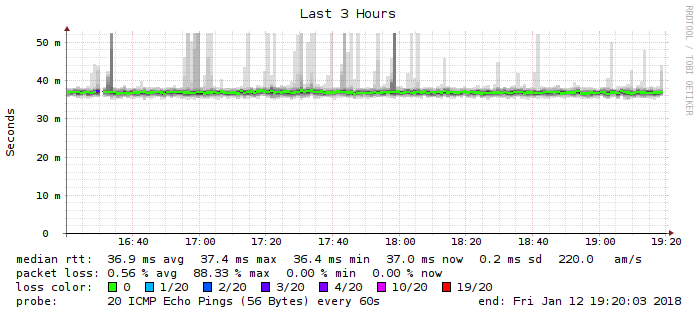 Last 3 Hours
RRDTOOL / TOBI OETIKER
Seconds
50 m
40 m
30 m
20 m
10 m
0
16:40 17:00 17:20 17:40 18:00 18:20 18:40 19:00 19:20
median rtt: 36.9 ms avg 37.4 ms max 36.4 ms min 37.0 ms now 0.2 ms sd 220.0 am/s
packet loss: 0.56 % avg 88.33 % max 0.00 % min 0.00 % now
loss color: 0 1/20 2/20 3/20 4/20 10/20 19/20
probe: 20 ICMP Echo Pings (56 Bytes) every 60s end: Fri Jan 12 19:20:03 2018